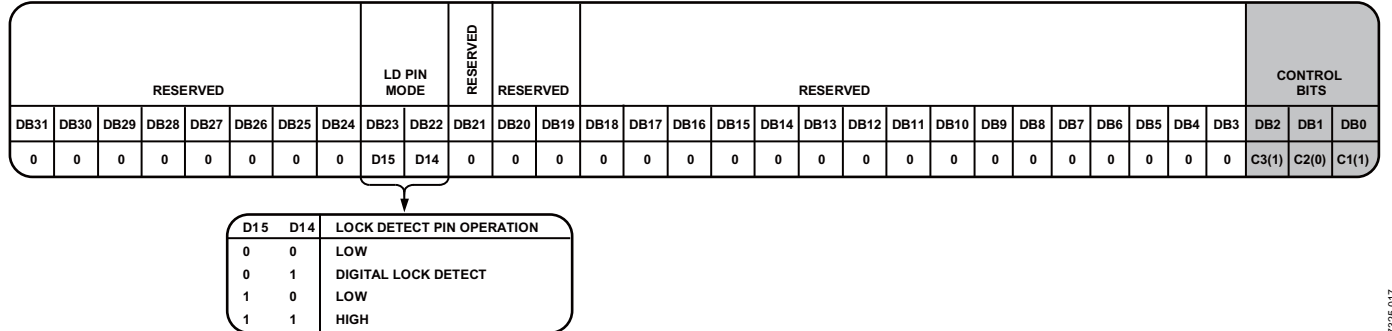 RESERVED LD PIN MODE RESERVED RESERVED RESERVED CONTROL BITS
DB31 DB30 DB29 DB28 DB27 DB26 DB25 DB24 DB23 DB22 DB21 DB20 DB19 DB18 DB17 DB16 DB15 DB14 DB13 DB12 DB11 DB10 DB9 DB8 DB7 DB6 DB5 DB4 DB3 DB2 DB1 DB0
0 0 0 0 0 0 0 0 D15 D14 0 0 0 0 0 0 0 0 0 0 0 0 0 0 0 0 0 0 0 C3(1) C2(0) C1(1)
D15 D14 LOCK DETECT PIN OPERATION
0 0 LOW
0 1 DIGITAL LOCK DETECT
1 0 LOW
1 1 HIGH